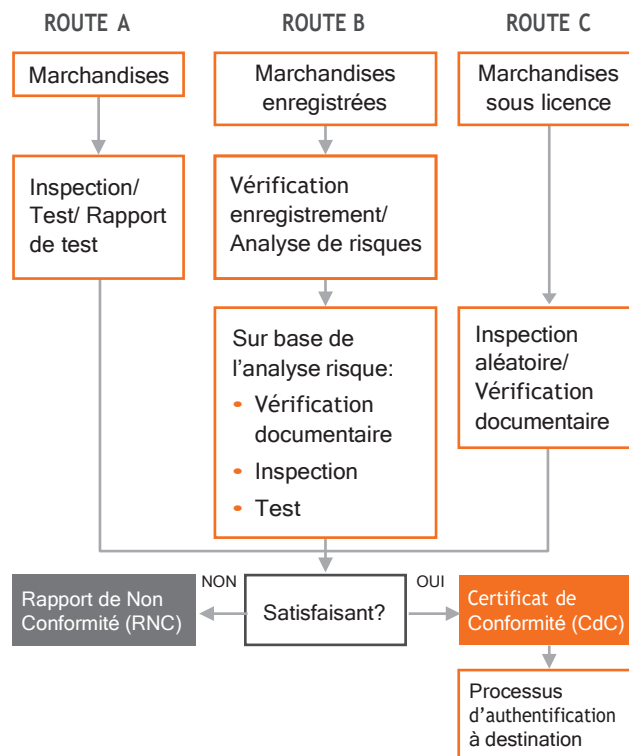 ROUTE A
ROUTE B
ROUTE C
Marchandises
Marchandises
enregistrées
Marchandises
sous licence
Inspection/
Test/ Rapport
de test
Vérification
enregistrement/
Analyse de risques
Sur base de
l'analyse risque:
• Vérification
documentaire
• Inspection
• Test
Inspection
aléatoire/
Vérification
documentaire
Rapport de Non
Conformité (RNC)
NON
Satisfaisant?
OUI
Certificat de
Conformité (CdC)
Processus
d'authentification
à destination